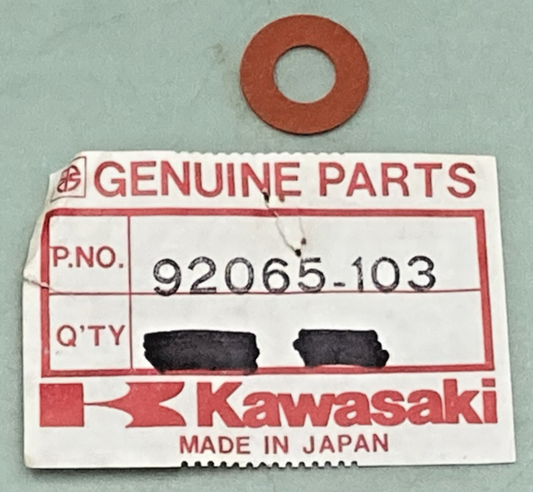 GENUINE PARTS
P.NO. 92065-103
Q'TY
Kawasaki
MADE IN JAPAN